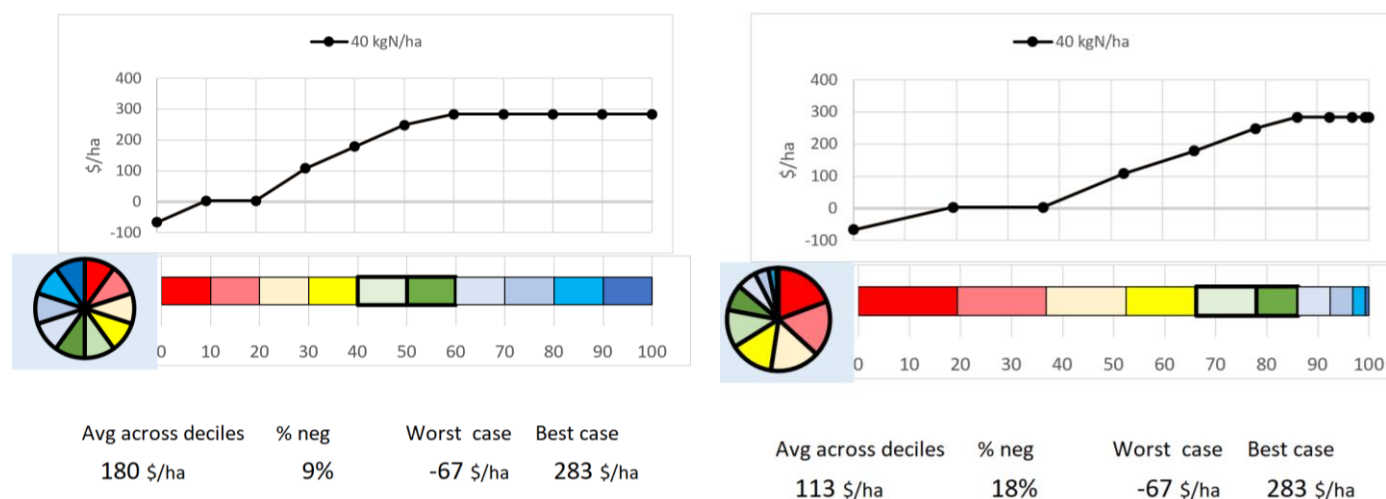 40 kgN/ha
400
300
200
100
0
-100
$/ha
0 10 20 30 40 50 60 70 80 90 100
Avg across deciles % neg Worst case Best case
180 $/ha 9% -67 $/ha 283 $/ha
40 kgN/ha
400
300
200
100
0
-100
$/ha
0 10 20 30 40 50 60 70 80 90 100
Avg across deciles % neg Worst case Best case
113 $/ha 18% -67 $/ha 283 $/ha